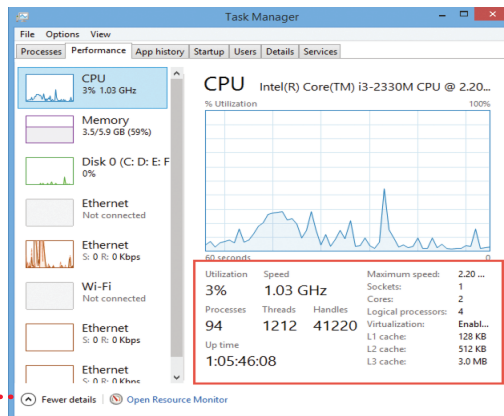 Task Manager
File Options View
Processes Performance App history Startup Users Details Services
CPU
3% 1.03 GHz
Memory
3.5/5.9 GB (59%)
Disk 0 (C: D: E: F
0%
Ethernet
Not connected
Ethernet
S: 0 R: 0 Kbps
Wi-Fi
Not connected
Ethernet
S: 0 R: 0 Kbps
Ethernet
S: 0 R: 0 Kbps
CPU Intel(R) Core(TM) i3-2330M CPU @ 2.20...
% Utilization 100%
60 seconds 0
Utilization Speed
3% 1.03 GHz
Processes Threads Handles
94 1212 41220
Up time
1:05:46:08
Maximum speed: 2.20 ...
Sockets: 1
Cores: 2
Logical processors: 4
Virtualization: Enabl...
L1 cache: 128 KB
L2 cache: 512 KB
L3 cache: 3.0 MB
Fewer details Open Resource Monitor